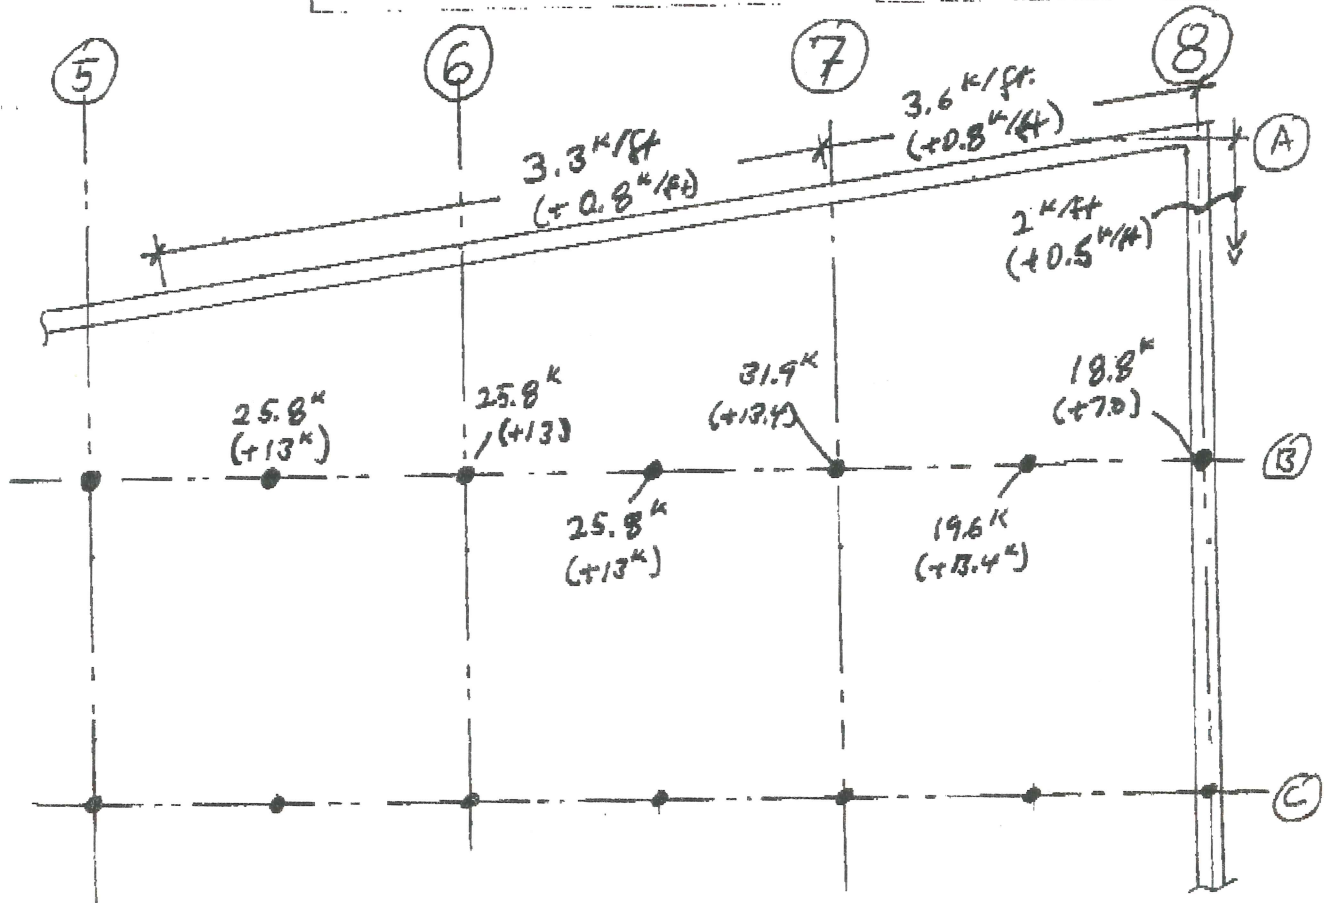 5
6
7
8
3.6 K/ft.
(+0.8 K/ft)
A
3.3 K/ft
(+0.8 K/ft)
2 K/ft
(+0.5 K/ft)
25.8 K
(+13 K)
25.8 K
(+13)
31.9 K
(+13.4)
18.8 K
(+7.0)
B
25.8 K
(+13 K)
19.6 K
(+13.4 K)
C